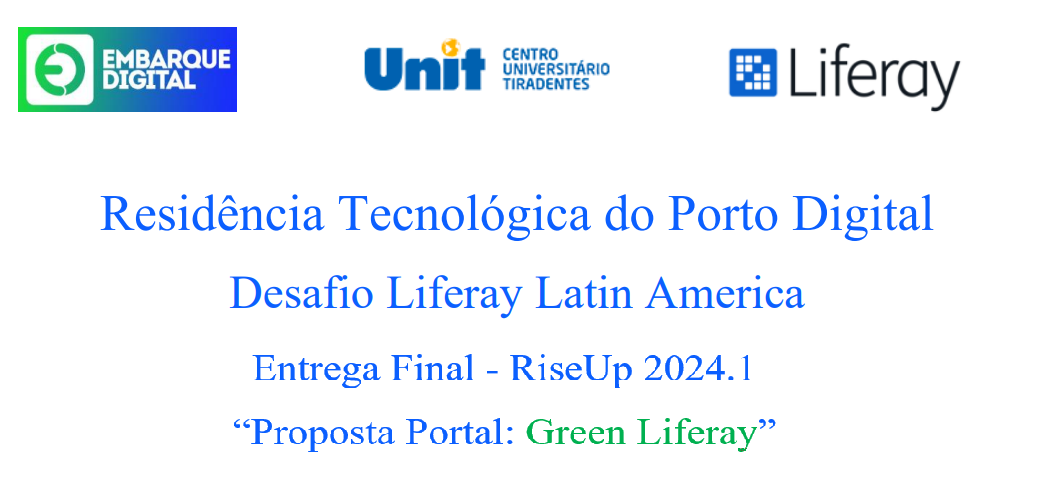 EMBARQUE
DIGITAL
Unit
CENTRO
UNIVERSITÁRIO
TIRADENTES
Liferay
Residência Tecnológica do Porto Digital
Desafio Liferay Latin America
Entrega Final - RiseUp 2024.1
“Proposta Portal: Green Liferay”